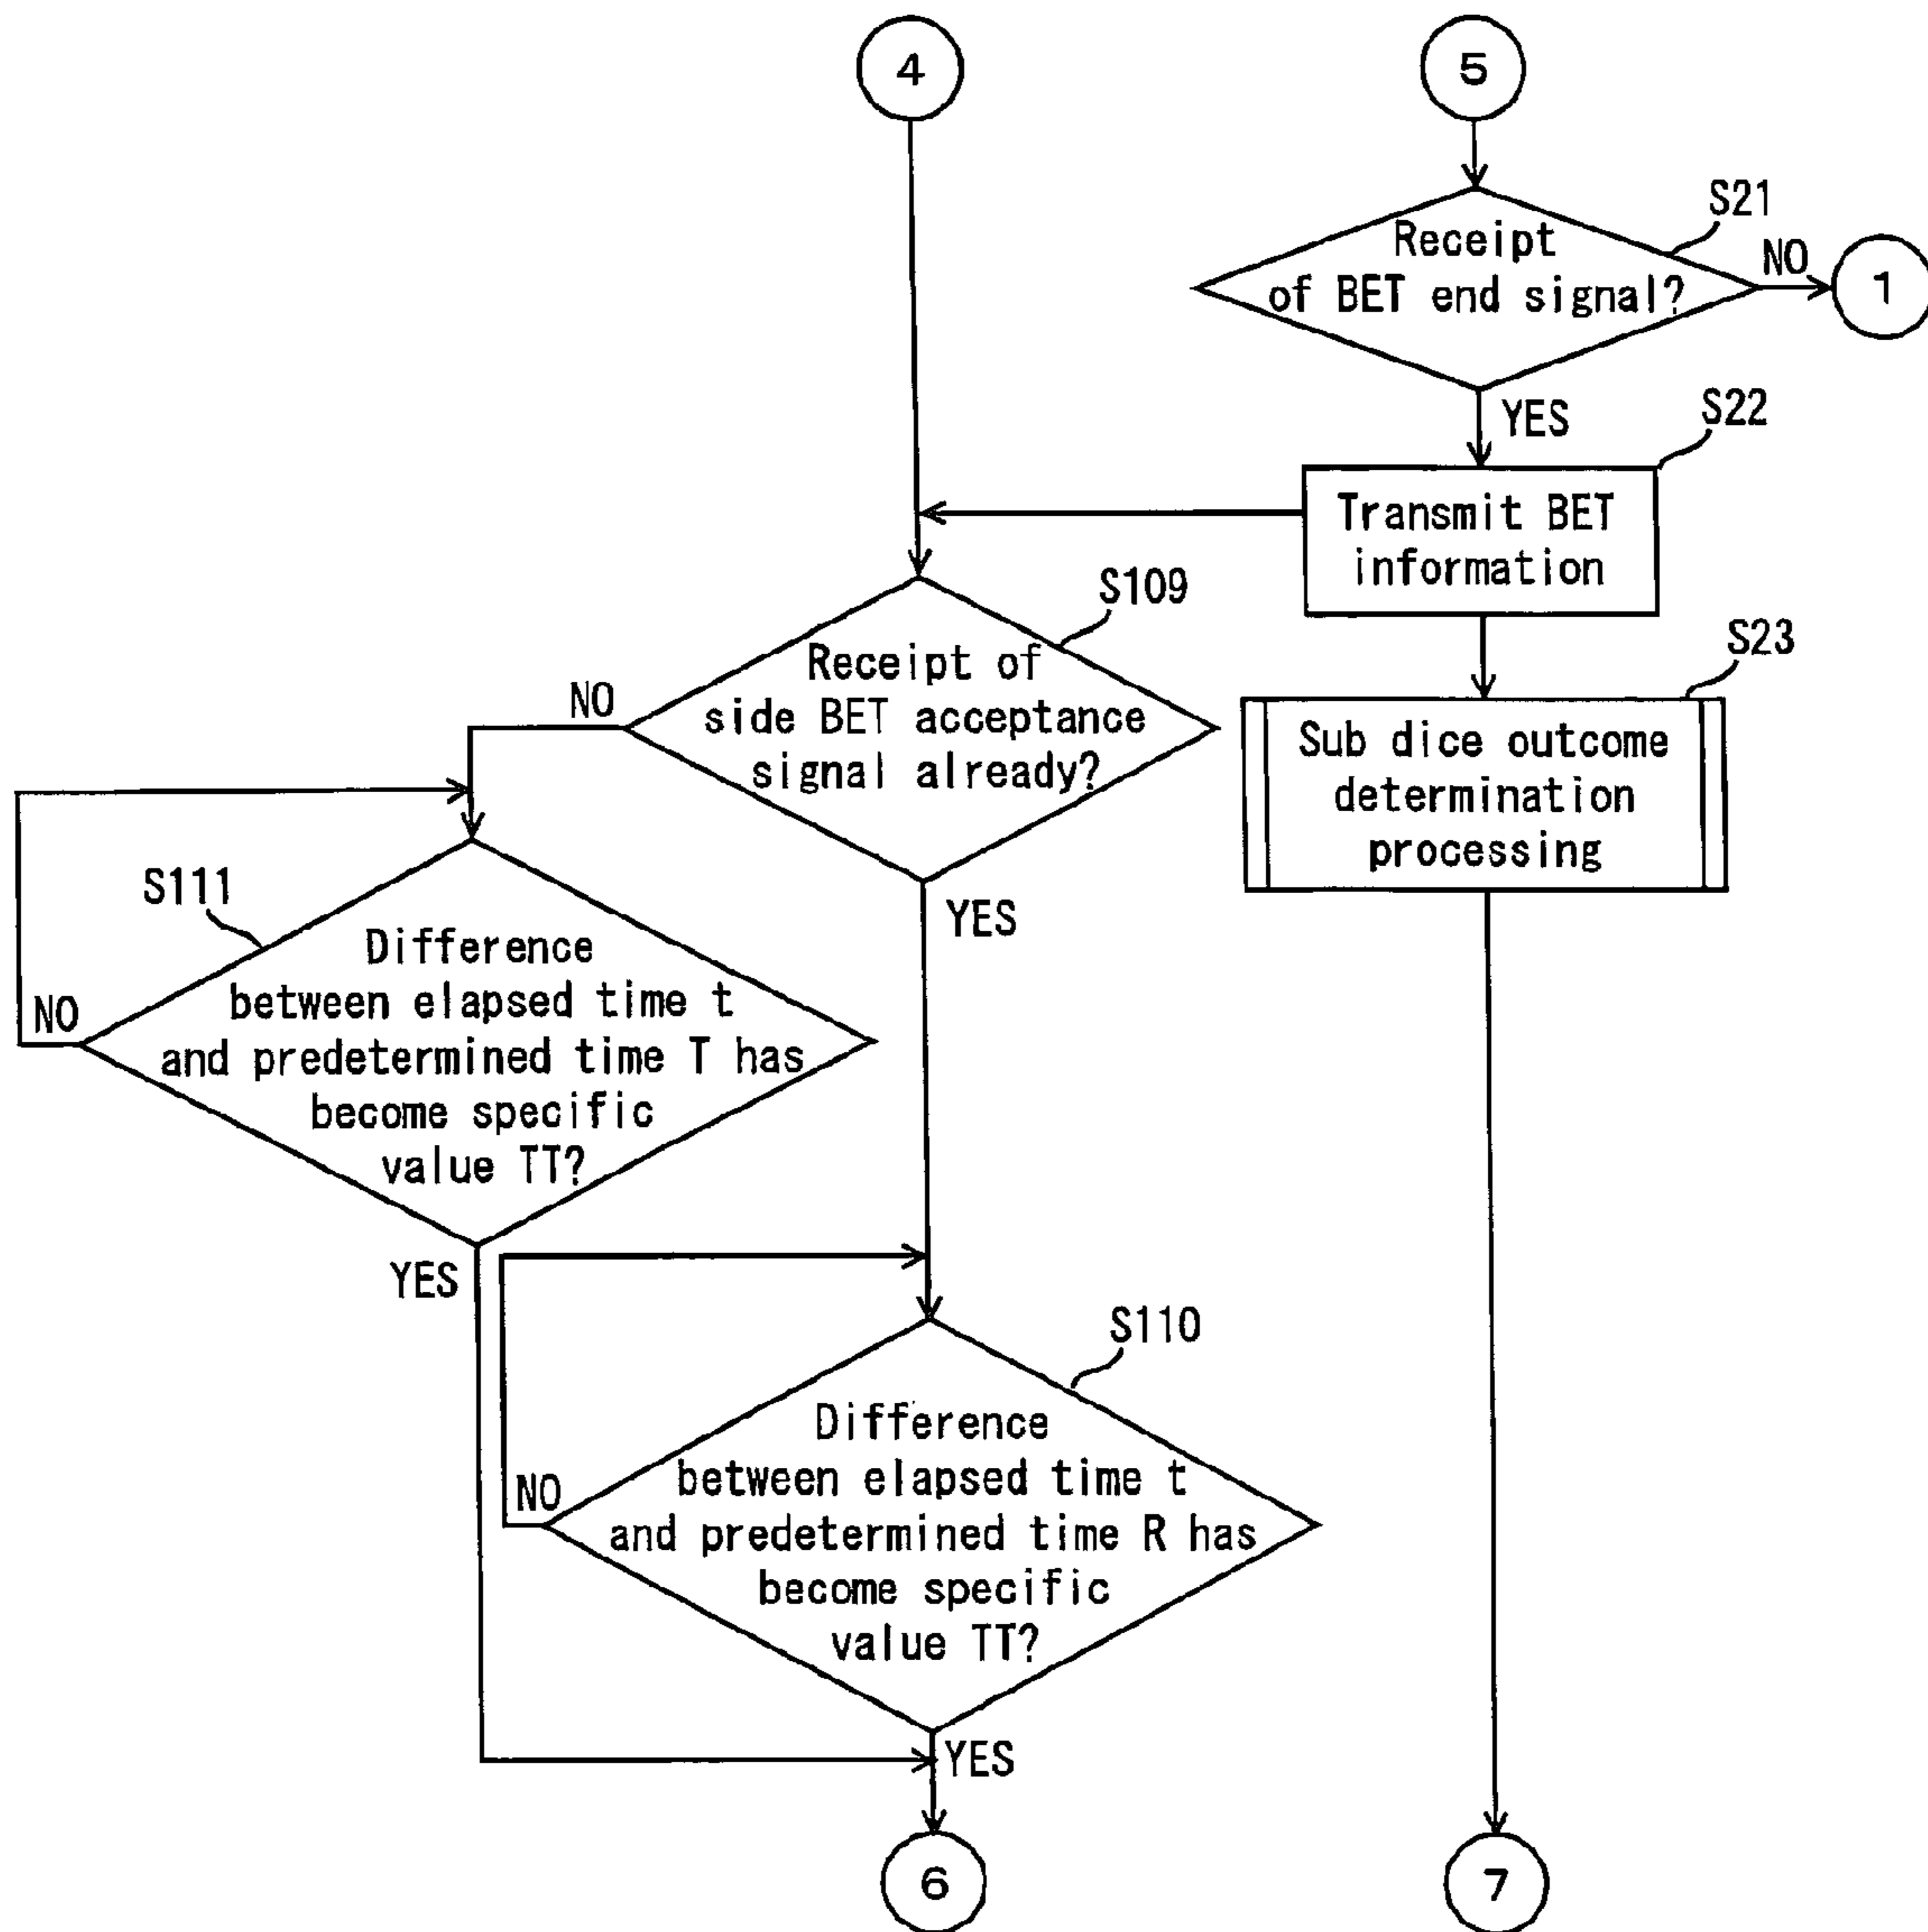 4
5
S21
Receipt
of BET end signal?
NO
1
YES
S22
Transmit BET
information
S109
Receipt of
side BET acceptance
signal already?
NO
YES
S23
Sub dice outcome
determination
processing
S111
Difference
between elapsed time t
and predetermined time T has
become specific
value TT?
NO
YES
S110
Difference
between elapsed time t
and predetermined time R has
become specific
value TT?
NO
YES
6
7